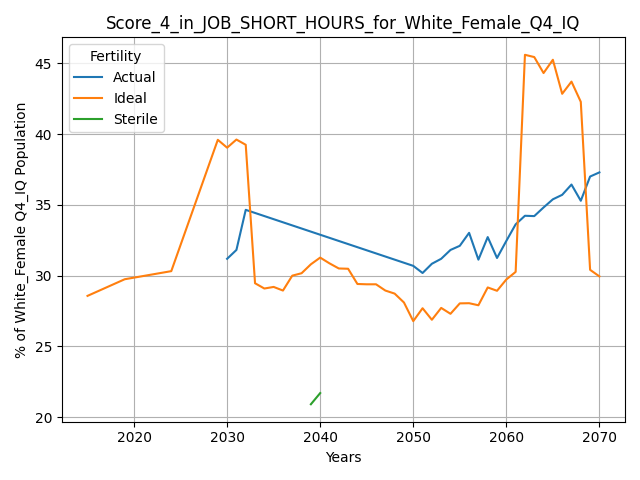 Score_4_in_JOB_SHORT_HOURS_for_White_Female_Q4_IQ
Fertility
Actual
Ideal
Sterile
% of White_Female Q4_IQ Population
45
40
35
30
25
20
2020 2030 2040 2050 2060 2070
Years